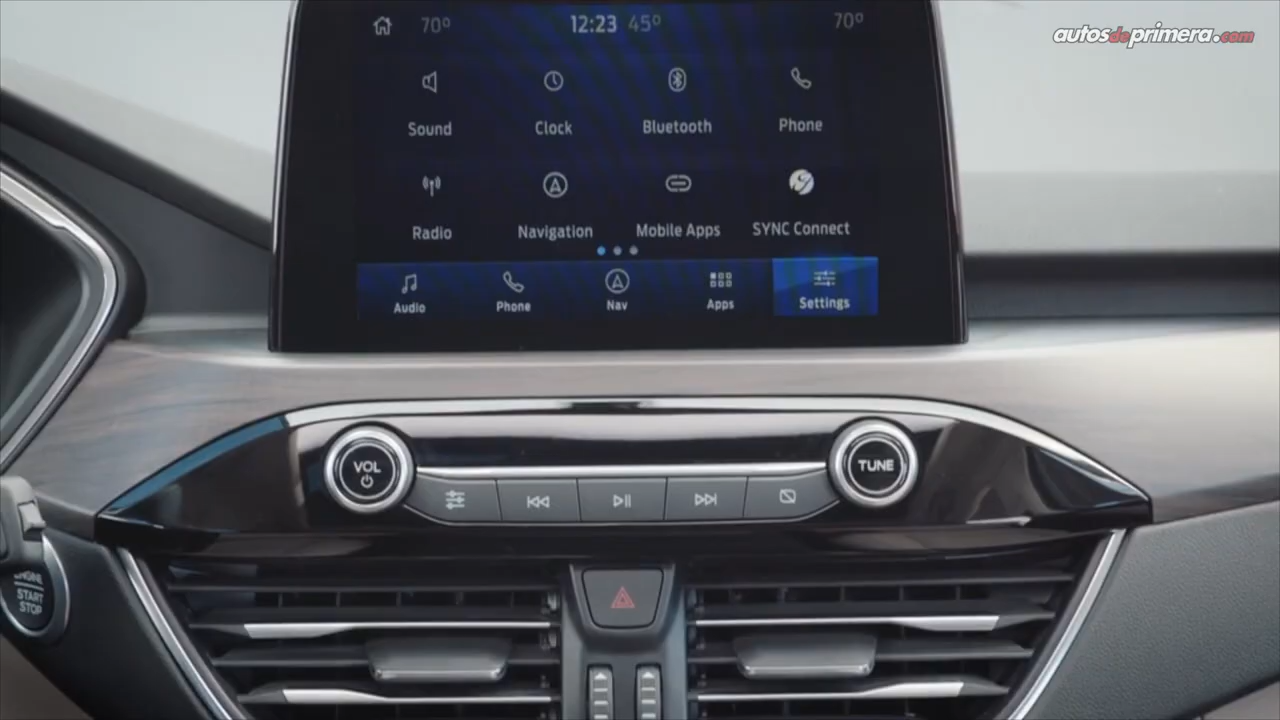 autosdeprimera.com
70° 12:23 45° 70°
Sound Clock Bluetooth Phone
Radio Navigation Mobile Apps SYNC Connect
Audio Phone Nav Apps Settings
VOL TUNE
ENGINE
START
STOP